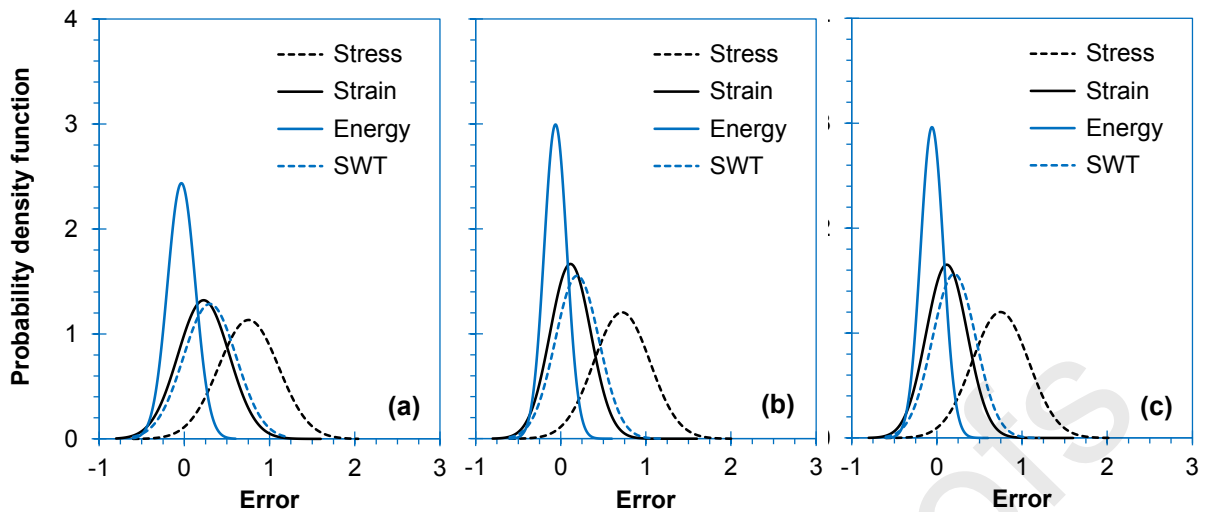 Probability density function
4
3
2
1
0
Stress
Strain
Energy
SWT
(a)
-1 0 1 2 3
Error
Stress
Strain
Energy
SWT
(b)
-1 0 1 2 3
Error
Stress
Strain
Energy
SWT
(c)
-1 0 1 2 3
Error